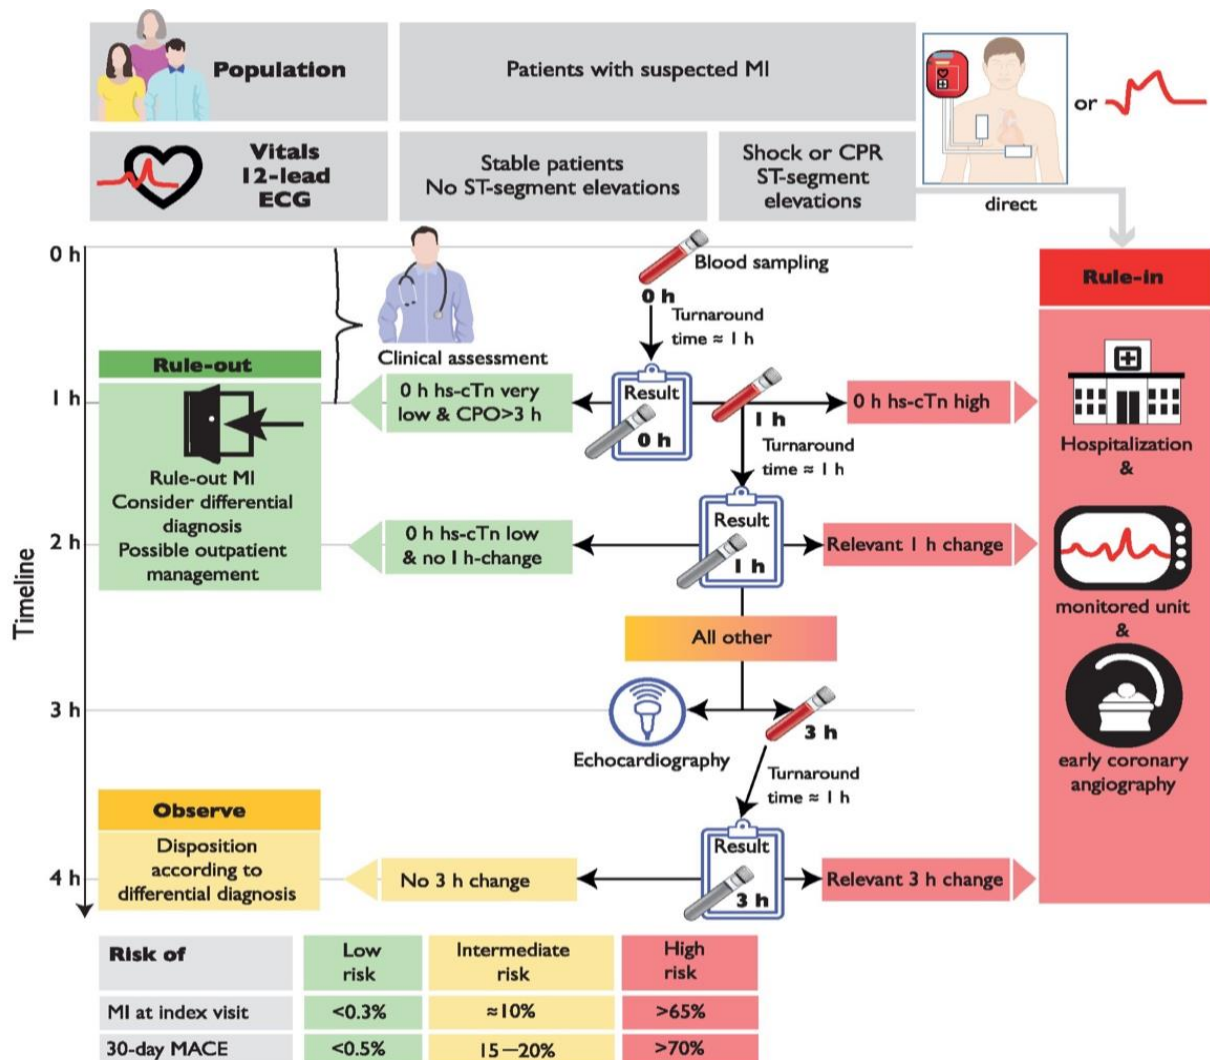 Population
Patients with suspected MI
or
Vitals
12-lead
ECG
Stable patients
No ST-segment elevations
Shock or CPR
ST-segment
elevations
direct
Timeline
0 h
Blood sampling
0 h
Turnaround
time ≈ 1 h
Clinical assessment
Rule-in
Rule-out
1 h
0 h hs-cTn very
low & CPO>3 h
Result
0 h
1 h
0 h hs-cTn high
Turnaround
time ≈ 1 h
Hospitalization
&
Rule-out MI
Consider differential
diagnosis
Possible outpatient
management
2 h
0 h hs-cTn low
& no 1 h-change
Result
1 h
Relevant 1 h change
monitored unit
&
All other
3 h
Echocardiography
3 h
early coronary
angiography
Turnaround
time ≈ 1 h
Observe
Disposition
according to
differential diagnosis
4 h
No 3 h change
Result
3 h
Relevant 3 h change
Risk of
Low
risk
Intermediate
risk
High
risk
MI at index visit
<0.3%
≈10%
>65%
30-day MACE
<0.5%
15–20%
>70%